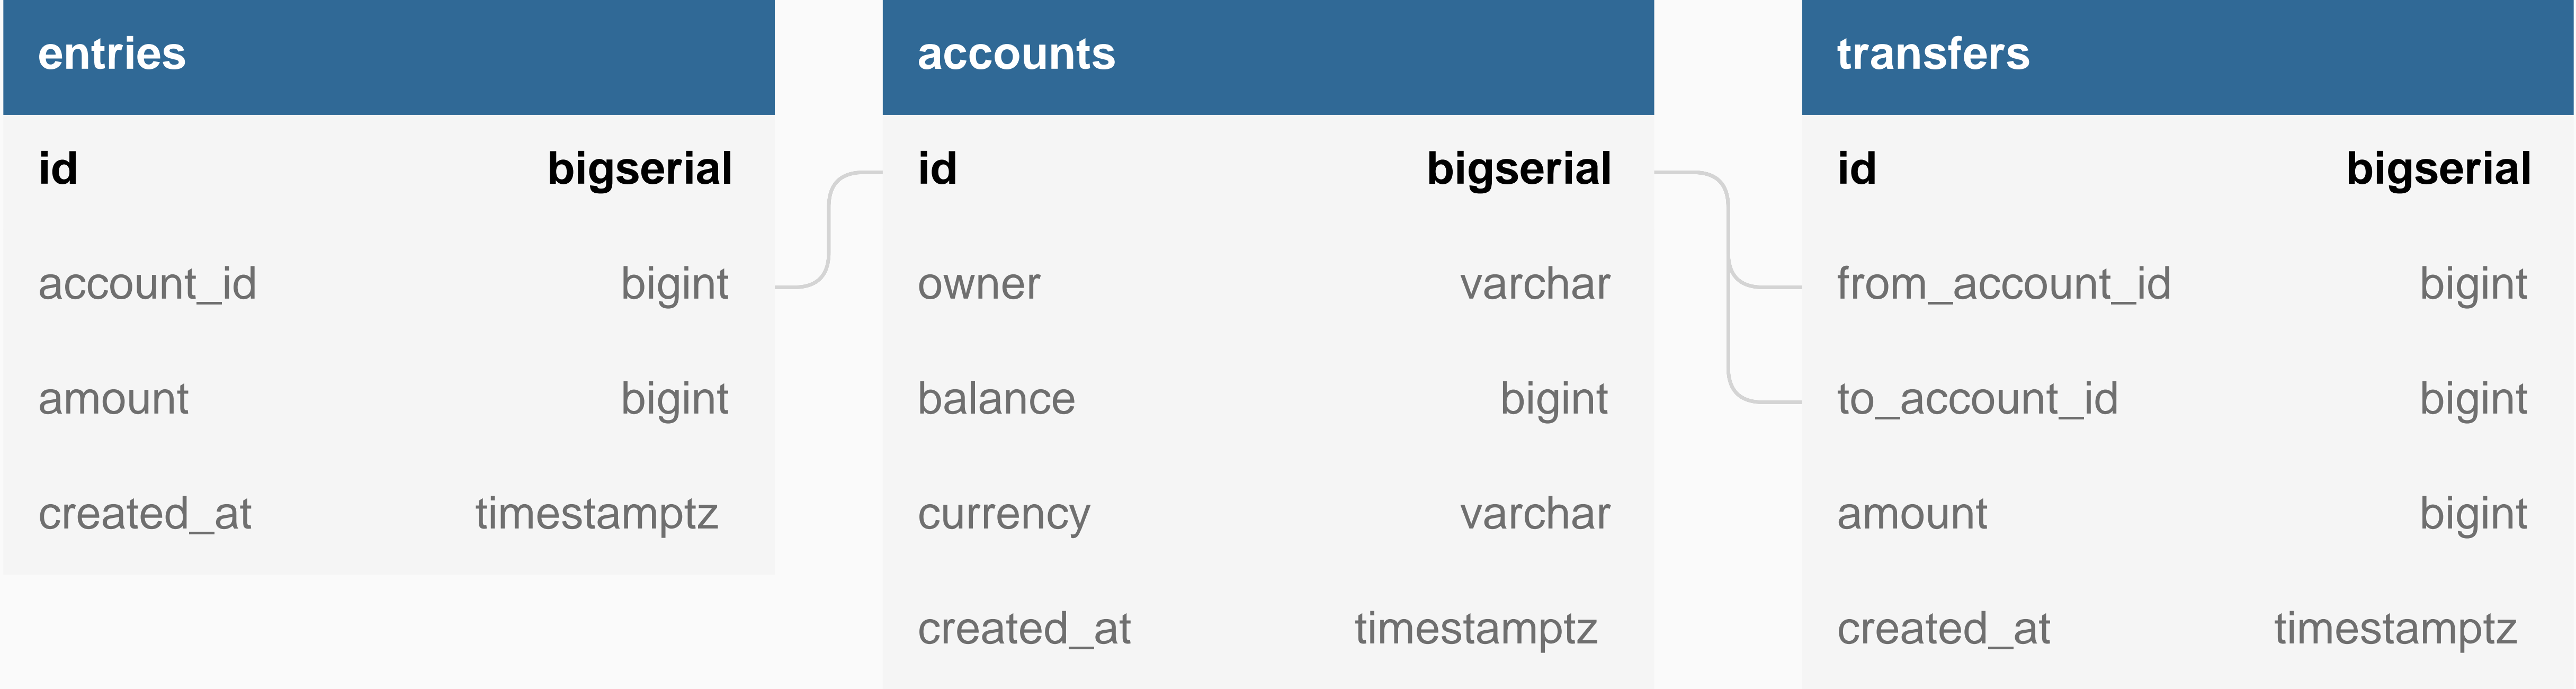 entries
id bigserial
account_id bigint
amount bigint
created_at timestamptz
accounts
id bigserial
owner varchar
balance bigint
currency varchar
created_at timestamptz
transfers
id bigserial
from_account_id bigint
to_account_id bigint
amount bigint
created_at timestamptz